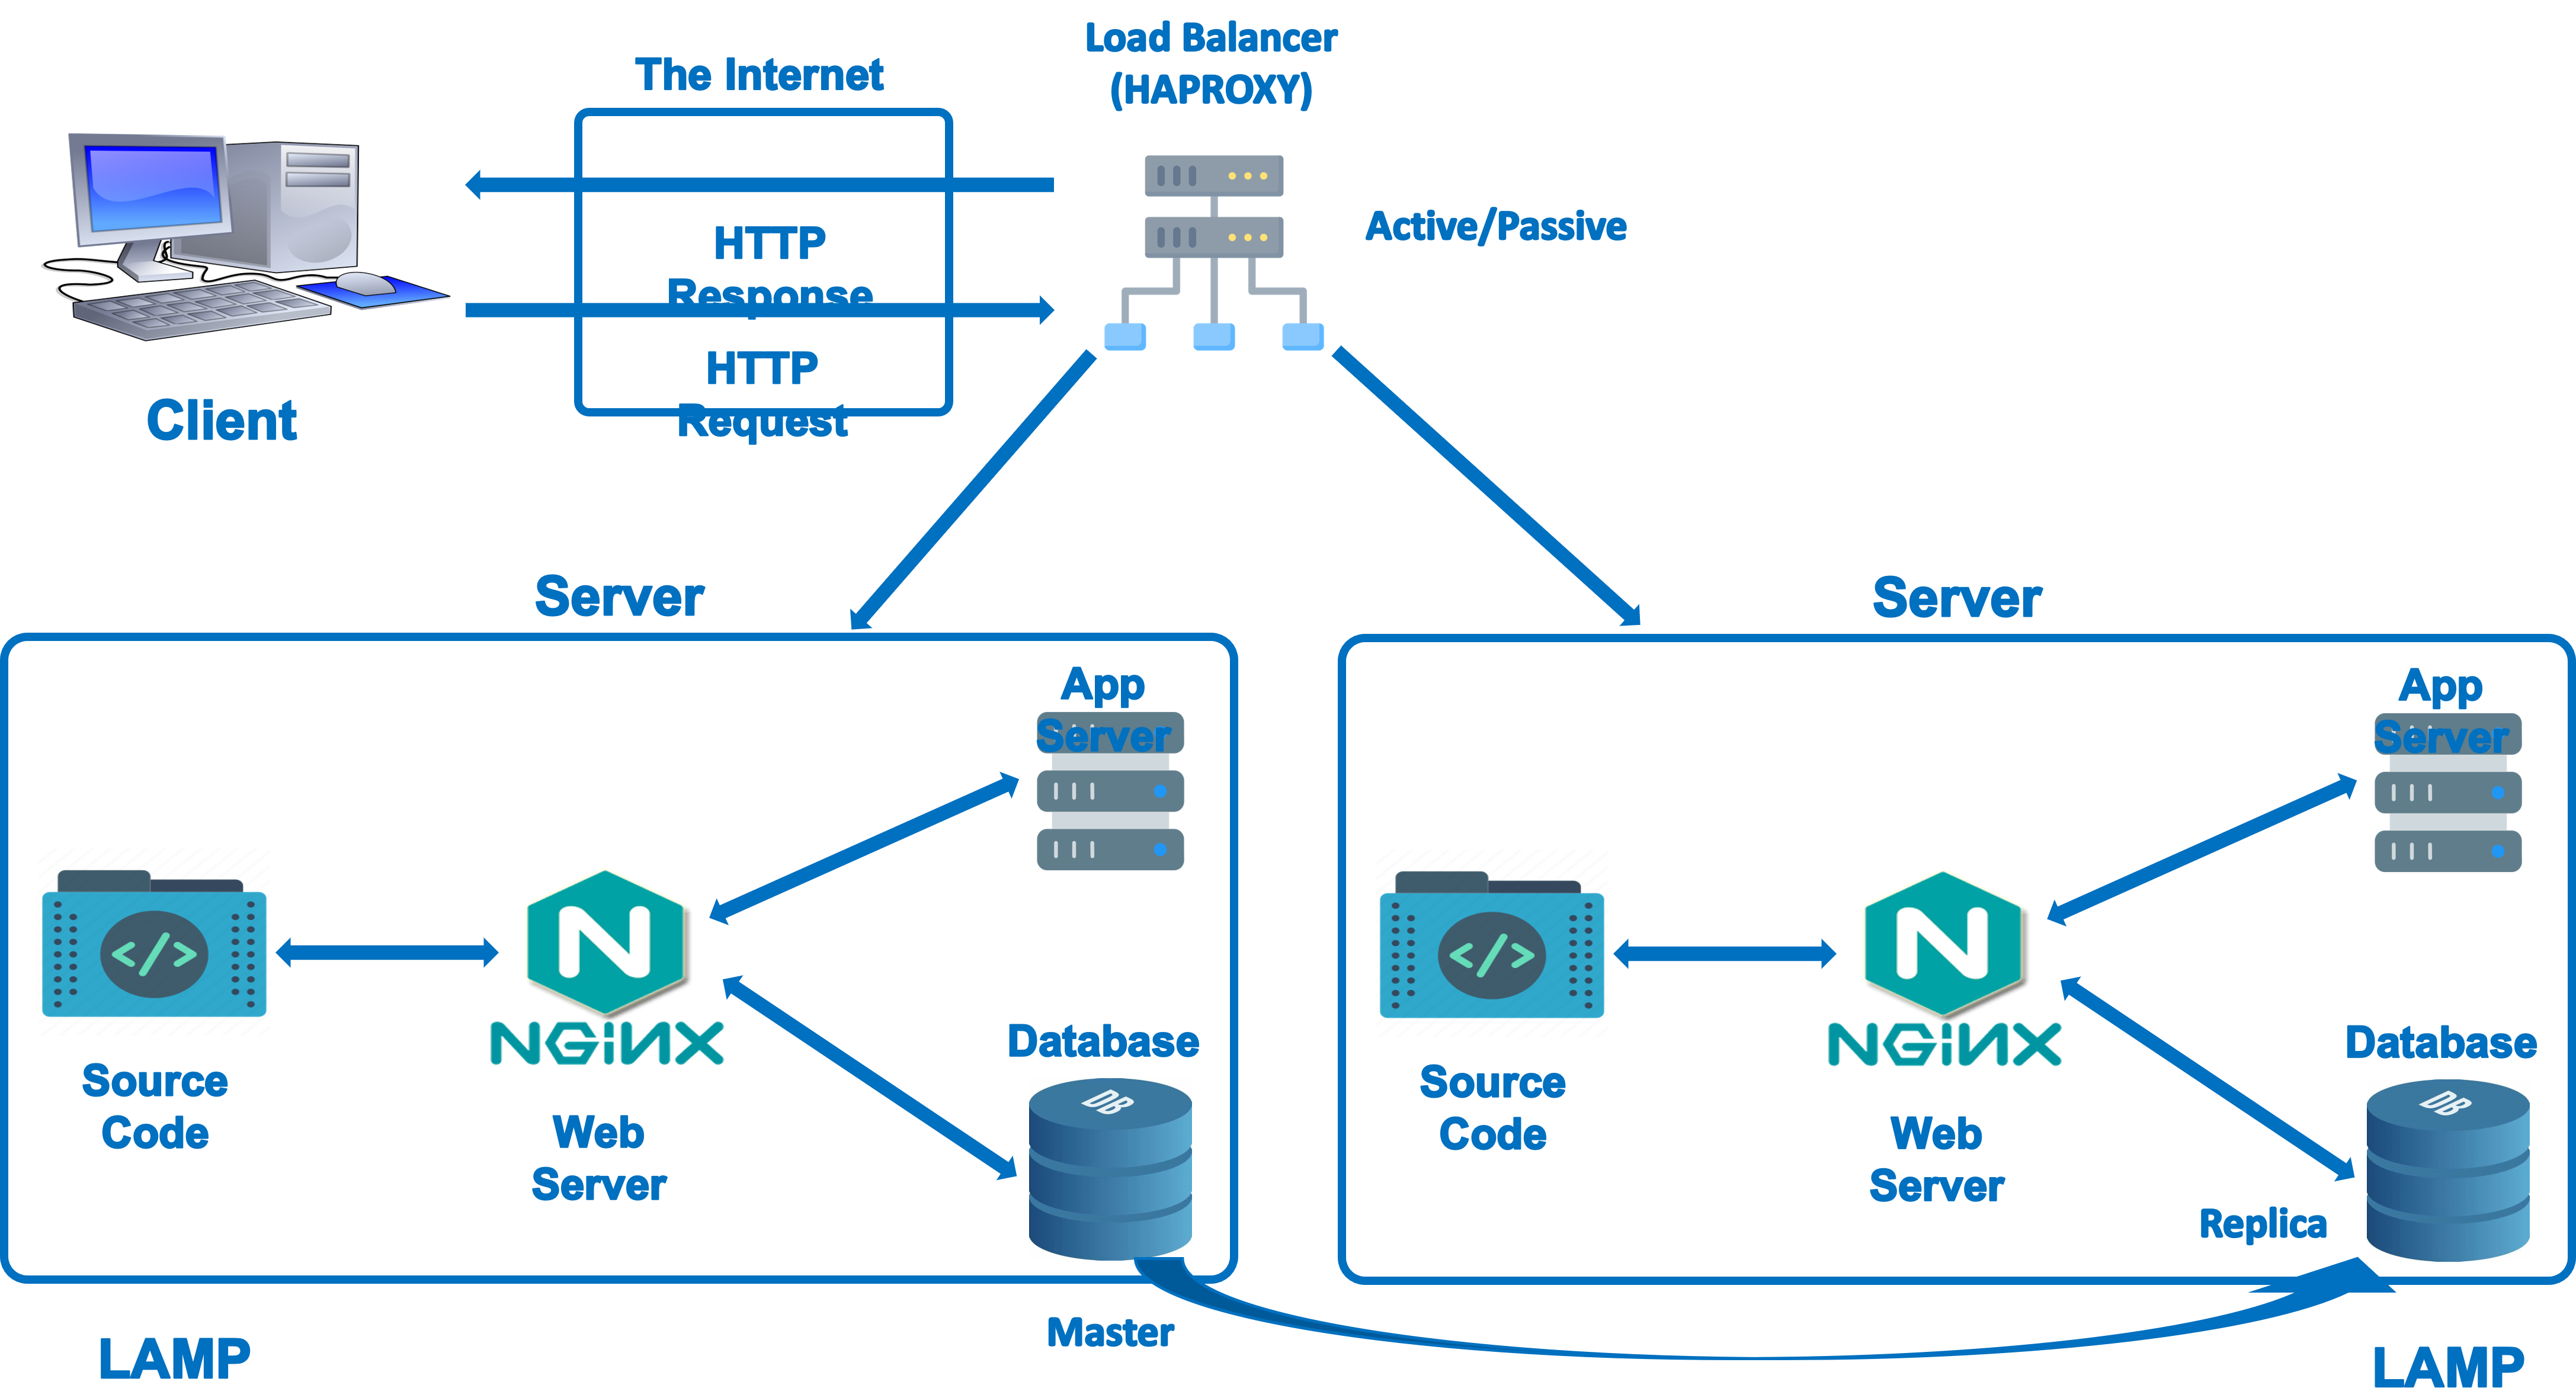 Load Balancer
(HAPROXY)
The Internet
Active/Passive
HTTP
Response
HTTP
Request
Client
Server
Server
App
Server
App
Server
</>
</>
N
N
NGiNX
NGiNX
Database
Database
DB
DB
Source
Code
Source
Code
Web
Server
Web
Server
Replica
Master
LAMP
LAMP